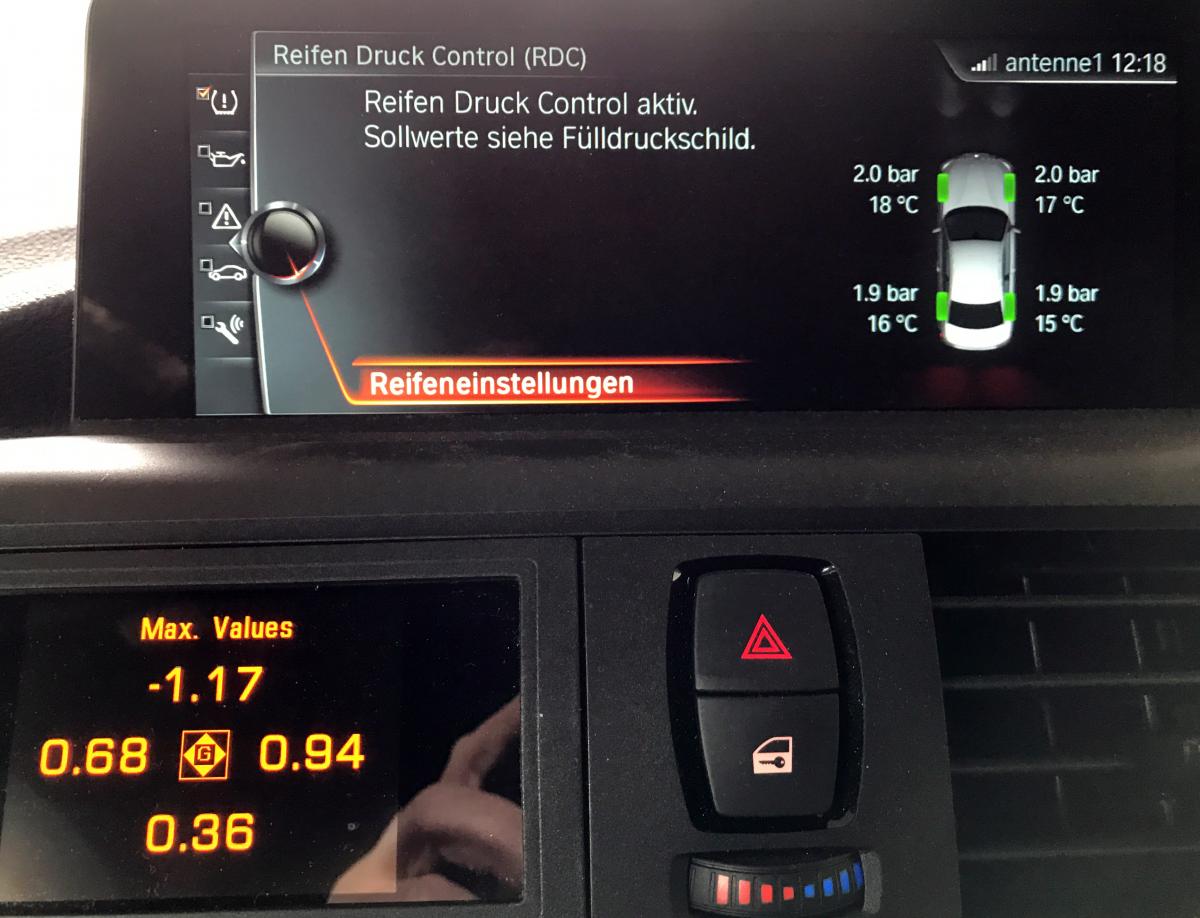 Reifen Druck Control (RDC)
antenne1 12:18
Reifen Druck Control aktiv.
Sollwerte siehe Fülldruckschild.
2.0 bar 2.0 bar
18 °C 17 °C
1.9 bar 1.9 bar
16 °C 15 °C
Reifeneinstellungen
Max. Values
-1.17
0.68 G 0.94
0.36